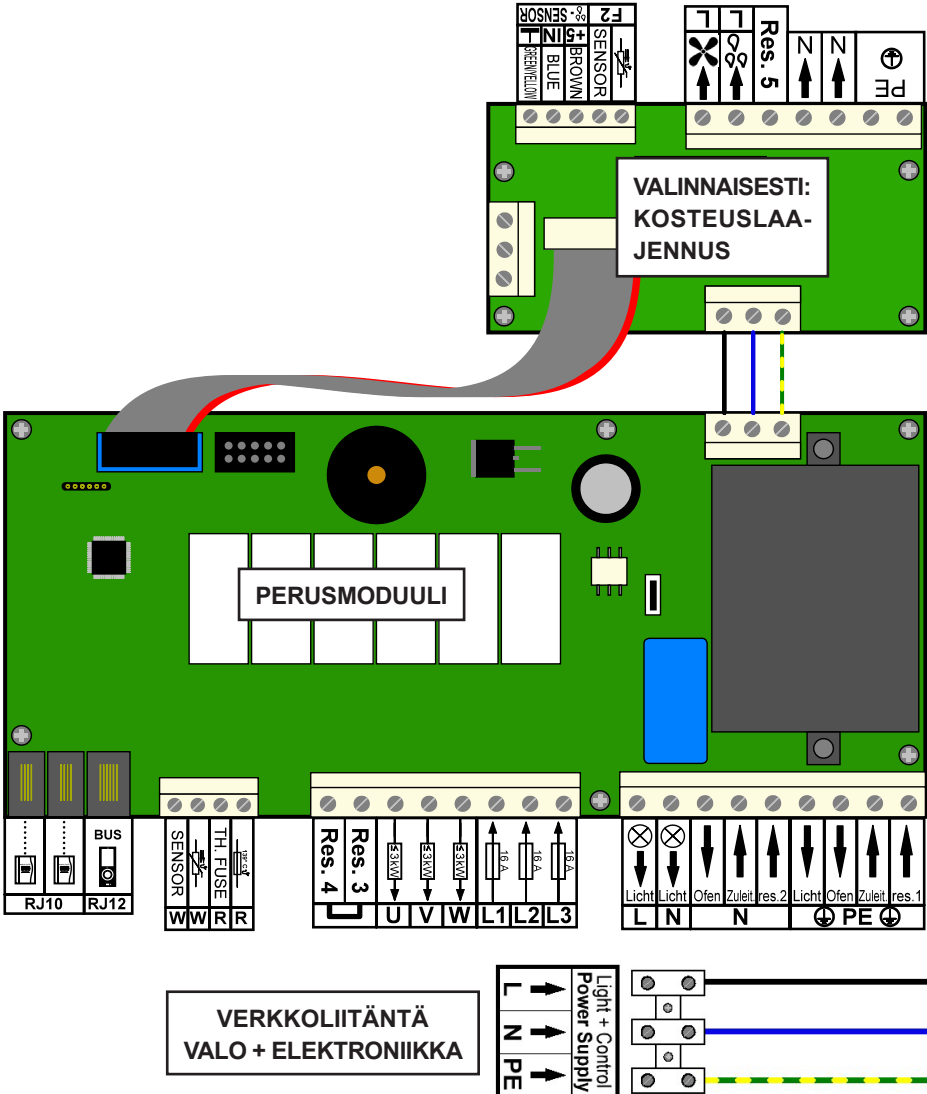 ⁰₀° -SENSOR F2
IN +5 SENSOR
GREEN/YELLOW BLUE BROWN
L L Res. 5 N N PE
VALINNAISESTI:
KOSTEUSLAA-
JENNUS
PERUSMODUULI
BUS
RJ10 RJ12
SENSOR TH. FUSE 139°C
W W R R
Res. 4 Res. 3 ≤3kW ≤3kW ≤3kW 16 A 16 A 16 A
U V W L1 L2 L3
Licht Licht Ofen Zuleit. res.2 Licht Ofen Zuleit. res.1
L N N PE
VERKKOLIITÄNTÄ
VALO + ELEKTRONIIKKA
L N PE
Light + Control
Power Supply